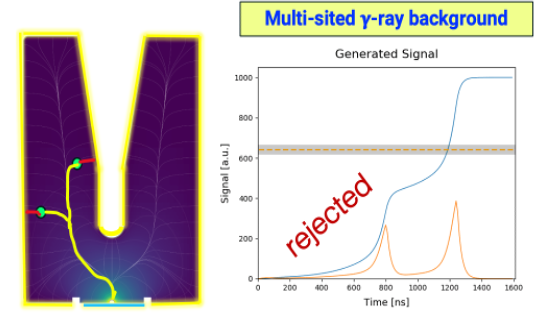 Multi-sited γ-ray background
Generated Signal
Signal [a.u.]
1000
800
600
400
200
0
rejected
0 200 400 600 800 1000 1200 1400 1600
Time [ns]